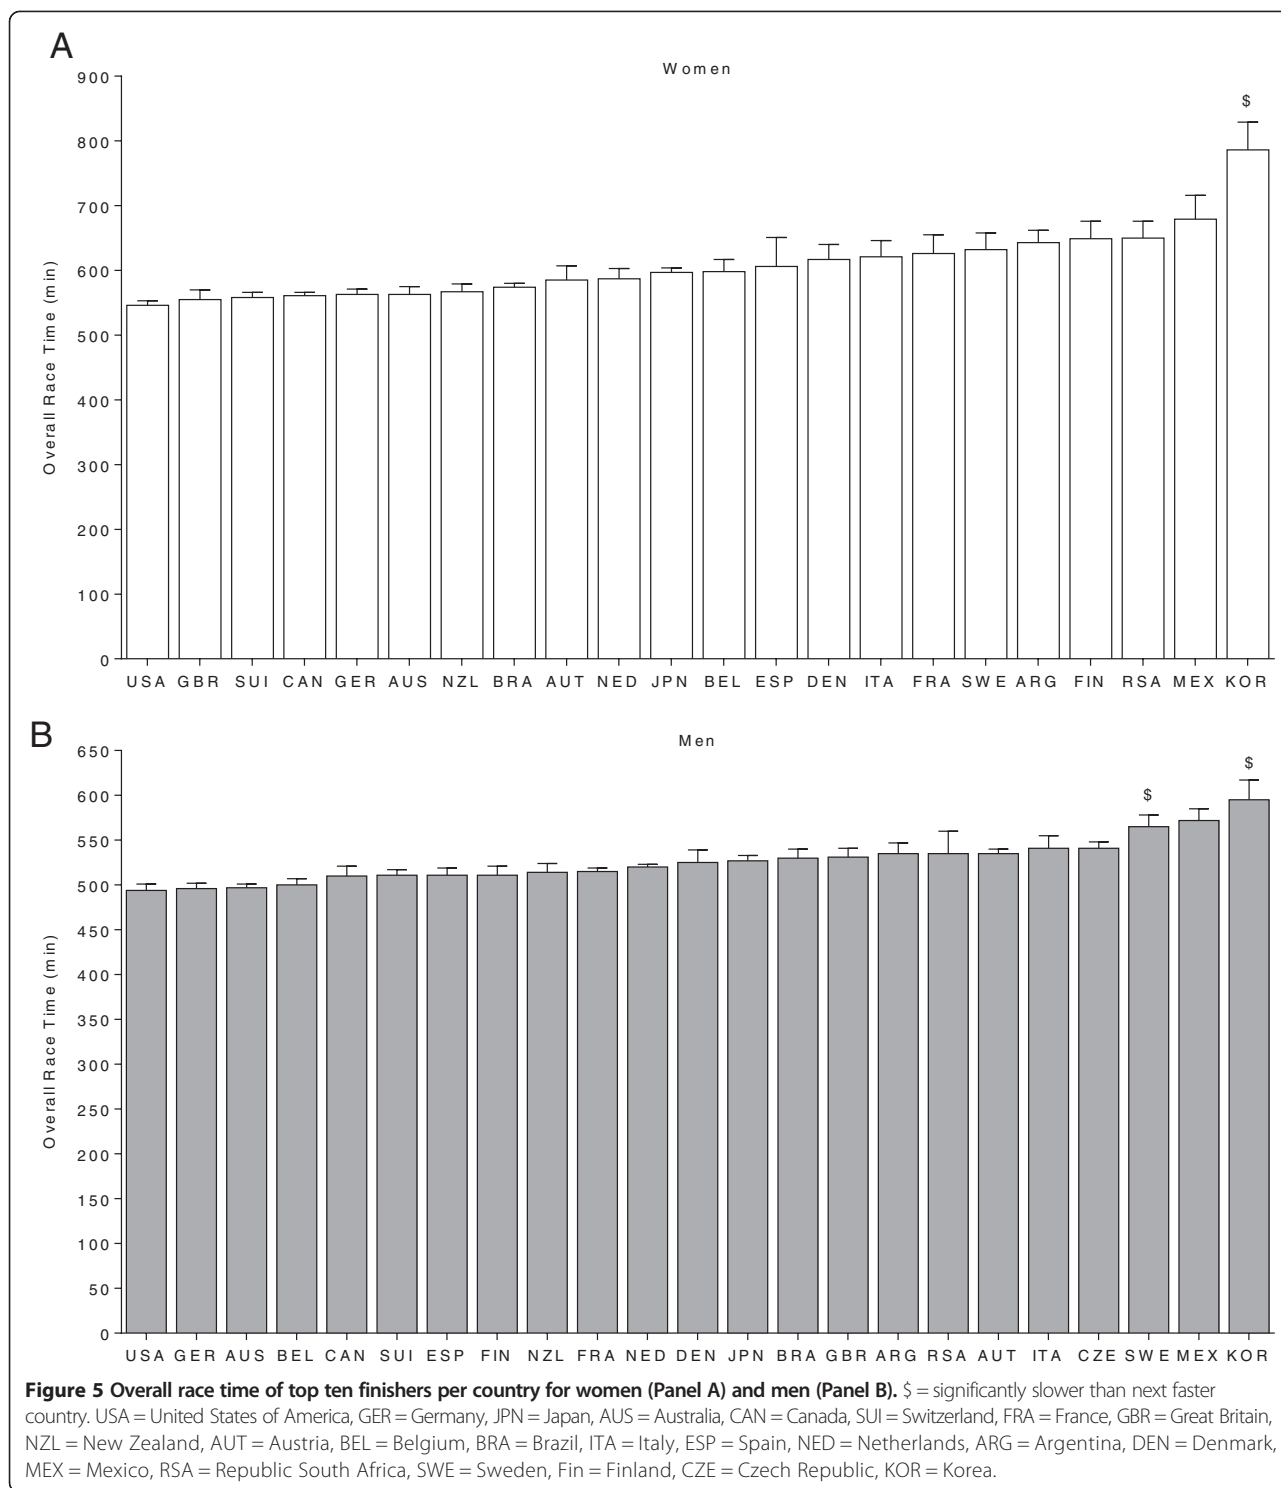 A
Women
900
800
700
600
500
400
300
200
100
0
Overall Race Time (min)
$
USA GBR SUI CAN GER AUS NZL BRA AUT NED JPN BEL ESP DEN ITA FRA SWE ARG FIN RSA MEX KOR
B
Men
650
600
550
500
450
400
350
300
250
200
150
100
50
0
Overall Race Time (min)
$
$
USA GER AUS BEL CAN SUI ESP FIN NZL FRA NED DEN JPN BRA GBR ARG RSA AUT ITA CZE SWE MEX KOR
Figure 5 Overall race time of top ten finishers per country for women (Panel A) and men (Panel B). $ = significantly slower than next faster
country. USA = United States of America, GER = Germany, JPN = Japan, AUS = Australia, CAN = Canada, SUI = Switzerland, FRA = France, GBR = Great Britain,
NZL = New Zealand, AUT = Austria, BEL = Belgium, BRA = Brazil, ITA = Italy, ESP = Spain, NED = Netherlands, ARG = Argentina, DEN = Denmark,
MEX = Mexico, RSA = Republic South Africa, SWE = Sweden, Fin = Finland, CZE = Czech Republic, KOR = Korea.